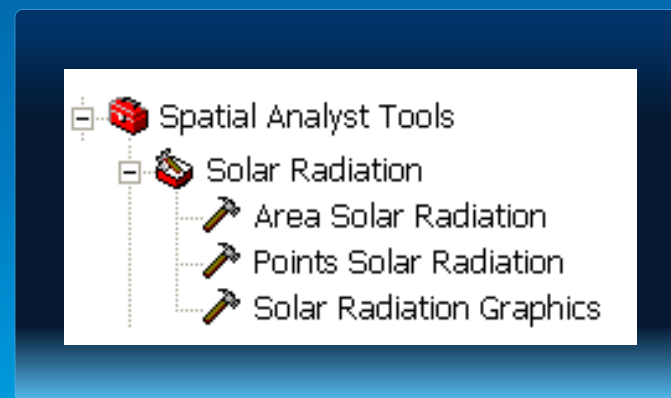 Spatial Analyst Tools
Solar Radiation
Area Solar Radiation
Points Solar Radiation
Solar Radiation Graphics